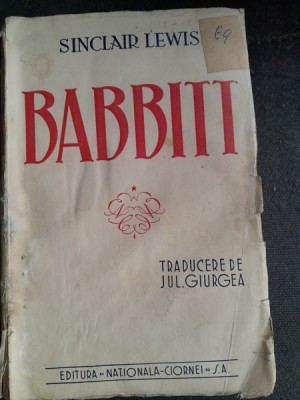 SINCLAIR LEWIS
BABBITT
TRADUCERE DE
JUL. GIURGEA
EDITURA "NAȚIONALA-CIORNEI" S.A.